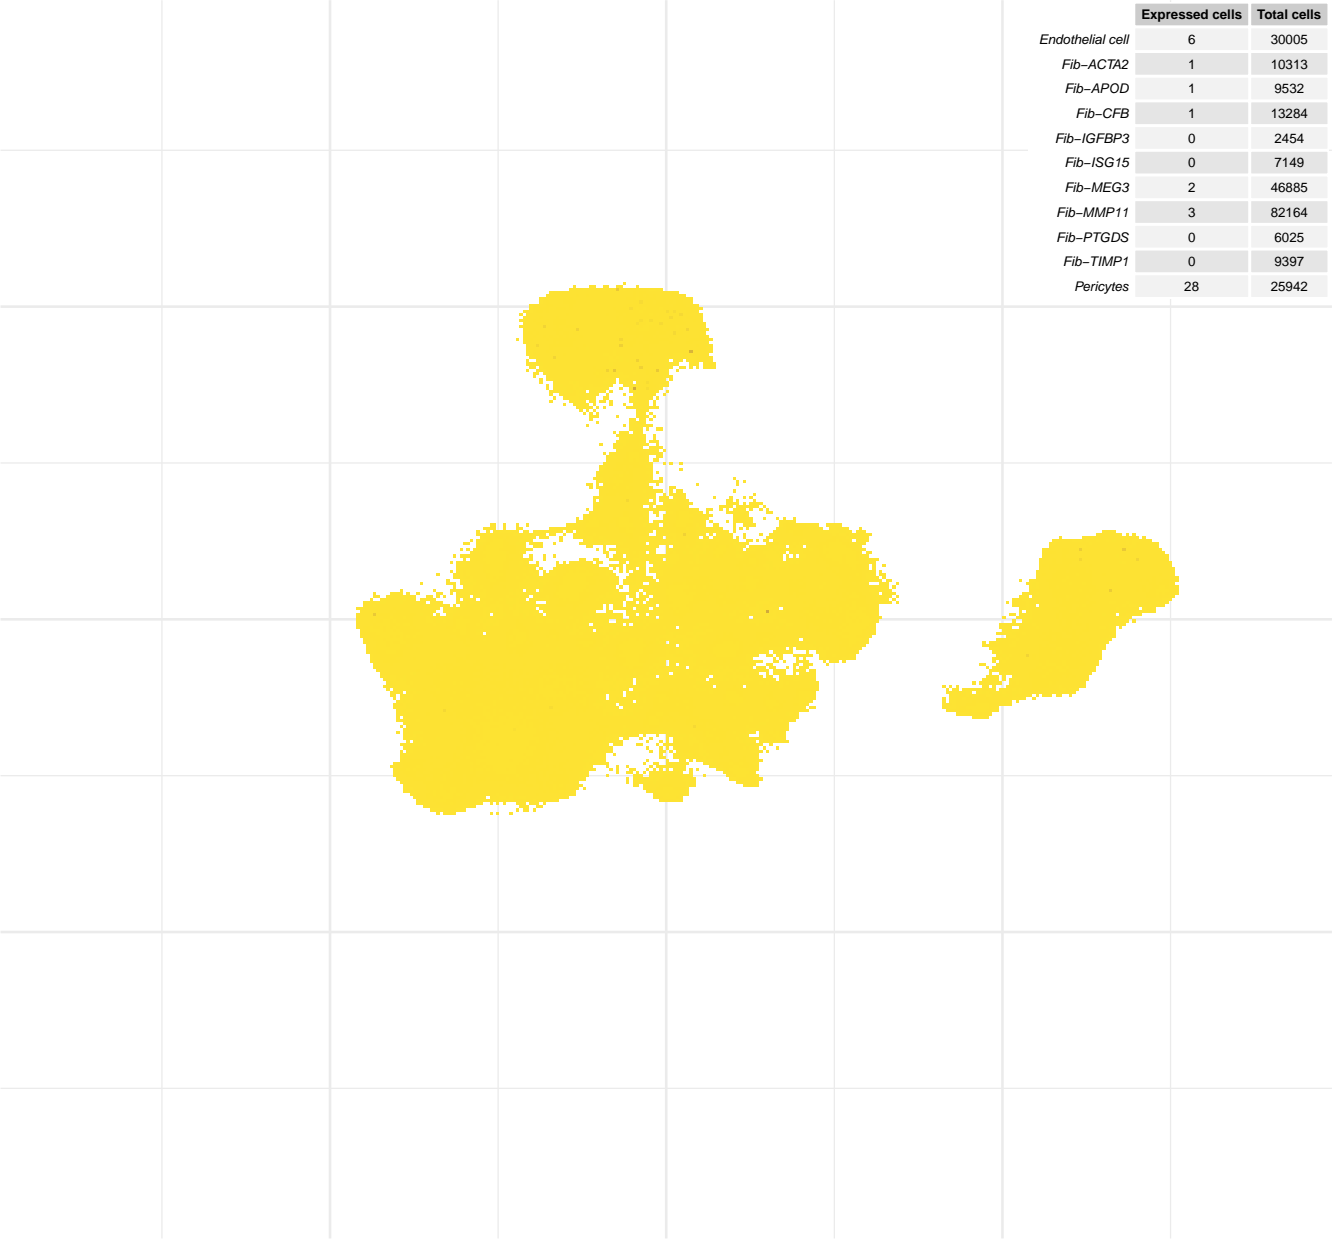 Expressed cells Total cells
Endothelial cell 6 30005
Fib−ACTA2 1 10313
Fib−APOD 1 9532
Fib−CFB 1 13284
Fib−IGFBP3 0 2454
Fib−ISG15 0 7149
Fib−MEG3 2 46885
Fib−MMP11 3 82164
Fib−PTGDS 0 6025
Fib−TIMP1 0 9397
Pericytes 28 25942